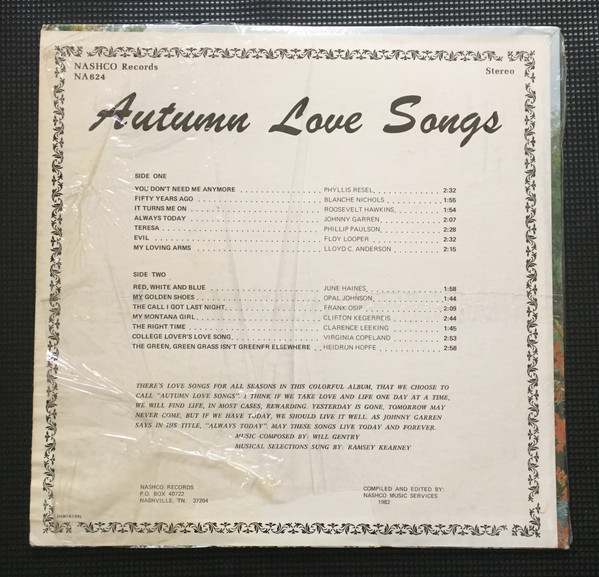 NASHCO Records
NA624
Stereo
Autumn Love Songs
SIDE ONE
YOU DON'T NEED ME ANYMORE PHYLLIS RESEL 2:32
FIFTY YEARS AGO BLANCHE NICHOLS 1:55
IT TURNS ME ON ROOSEVELT HAWKINS 1:54
ALWAYS TODAY JOHNNY GARREN 2:07
TERESA PHILLIP PAULSON 2:28
EVIL FLOY LOOPER 2:32
MY LOVING ARMS LLOYD C. ANDERSON 2:15
SIDE TWO
RED, WHITE AND BLUE JUNE HAINES 1:58
MY GOLDEN SHOES OPAL JOHNSON 1:44
THE CALL I GOT LAST NIGHT FRANK OSIP 2:09
MY MONTANA GIRL CLIFTON KEGERREIS 2:44
THE RIGHT TIME CLARENCE LEEKING 1:45
COLLEGE LOVER'S LOVE SONG VIRGINIA COPELAND 2:53
THE GREEN, GREEN GRASS ISN'T GREENER ELSEWHERE HEIDRUN HOPFE 2:58
THERE'S LOVE SONGS FOR ALL SEASONS IN THIS COLORFUL ALBUM, THAT WE CHOOSE TO
CALL "AUTUMN LOVE SONGS". I THINK IF WE TAKE LOVE AND LIFE ONE DAY AT A TIME,
WE WILL FIND LIFE, IN MOST CASES, REWARDING. YESTERDAY IS GONE, TOMORROW MAY
NEVER COME, BUT IF WE HAVE TODAY, WE SHOULD LIVE IT WELL. AS JOHNNY GARREN
SAYS IN HIS TITLE, "ALWAYS TODAY". MAY THESE SONGS LIVE TODAY AND FOREVER.
MUSIC COMPOSED BY: WILL GENTRY
MUSICAL SELECTIONS SUNG BY: RAMSEY KEARNEY
NASHCO RECORDS
P.O. BOX 40722
NASHVILLE, TN. 37204
COMPILED AND EDITED BY:
NASHCO MUSIC SERVICES
1982